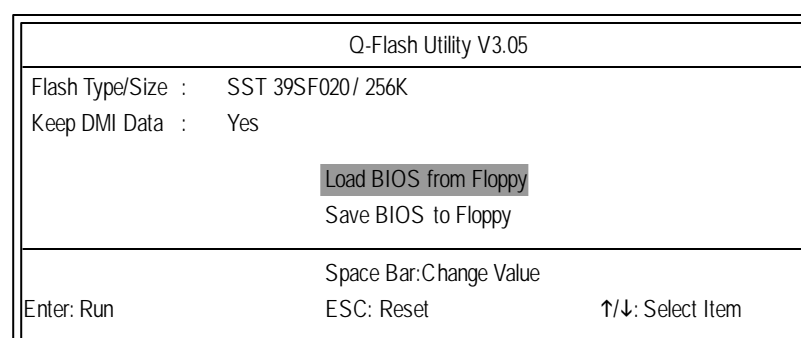 Q-Flash Utility V3.05
Flash Type/Size : SST 39SF020 / 256K
Keep DMI Data : Yes
Load BIOS from Floppy
Save BIOS to Floppy
Space Bar:Change Value
Enter: Run ESC: Reset ↑/↓: Select Item